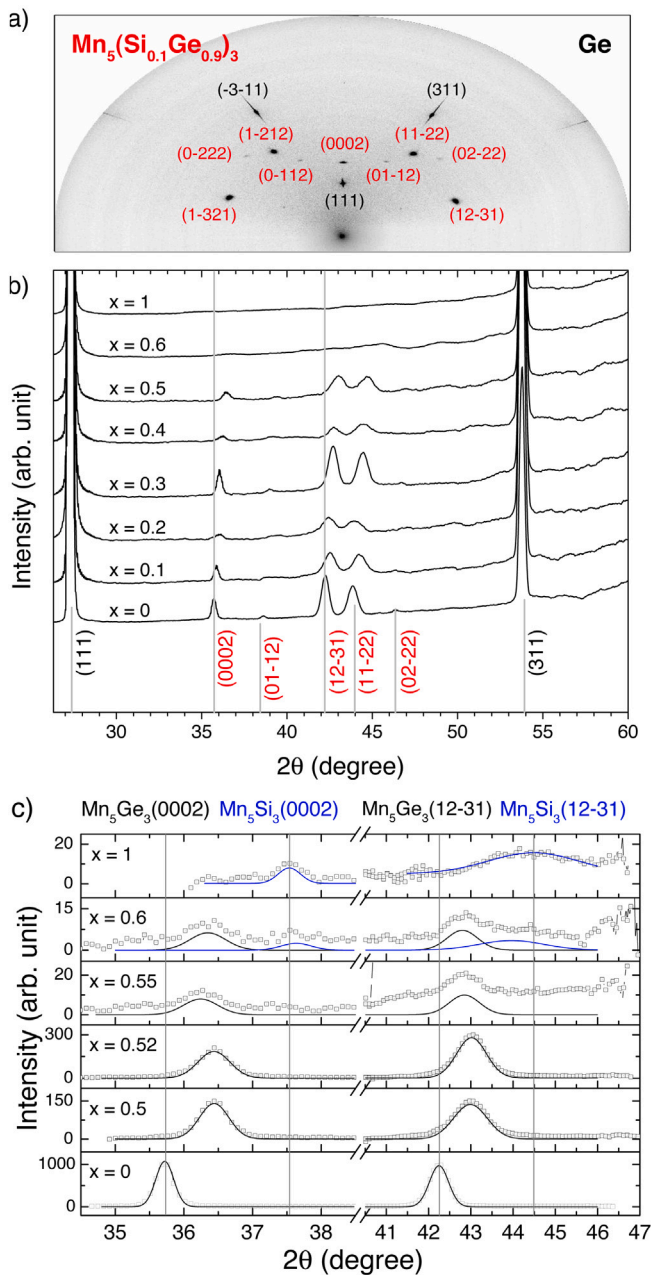 a)
Mn5(Si0.1Ge0.9)3 Ge
(-3-11) (311)
(1-212) (0002) (11-22)
(0-222) (02-22)
(0-112) (01-12)
(111)
(1-321) (12-31)
b)
x = 1
x = 0.6
x = 0.5
x = 0.4
x = 0.3
x = 0.2
x = 0.1
x = 0
Intensity (arb. unit)
(111) (0002) (01-12) (12-31) (11-22) (02-22) (311)
30 35 40 45 50 55 60
2θ (degree)
c)
Mn5Ge3(0002) Mn5Si3(0002) Mn5Ge3(12-31) Mn5Si3(12-31)
20 x = 1
0
15 x = 0.6
0
20 x = 0.55
0
300 x = 0.52
0
150 x = 0.5
0
1000 x = 0
0
Intensity (arb. unit)
35 36 37 38 41 42 43 44 45 46 47
2θ (degree)